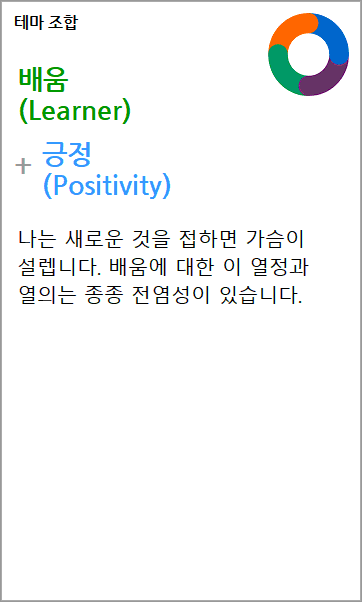 테마 조합
배움
(Learner)
+ 긍정
(Positivity)
나는 새로운 것을 접하면 가슴이
설렙니다. 배움에 대한 이 열정과
열의는 종종 전염성이 있습니다.